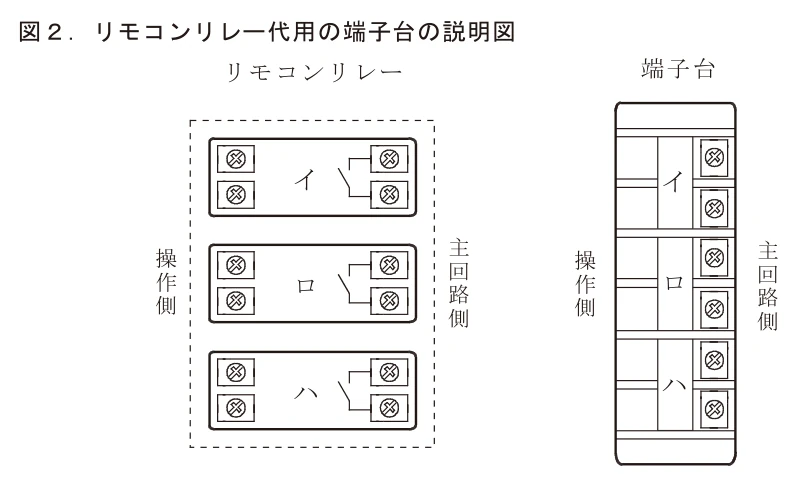 図２．リモコンリレー代用の端子台の説明図
リモコンリレー
端子台
イ
ロ
ハ
操作側
主回路側
イ
ロ
ハ
操作側
主回路側